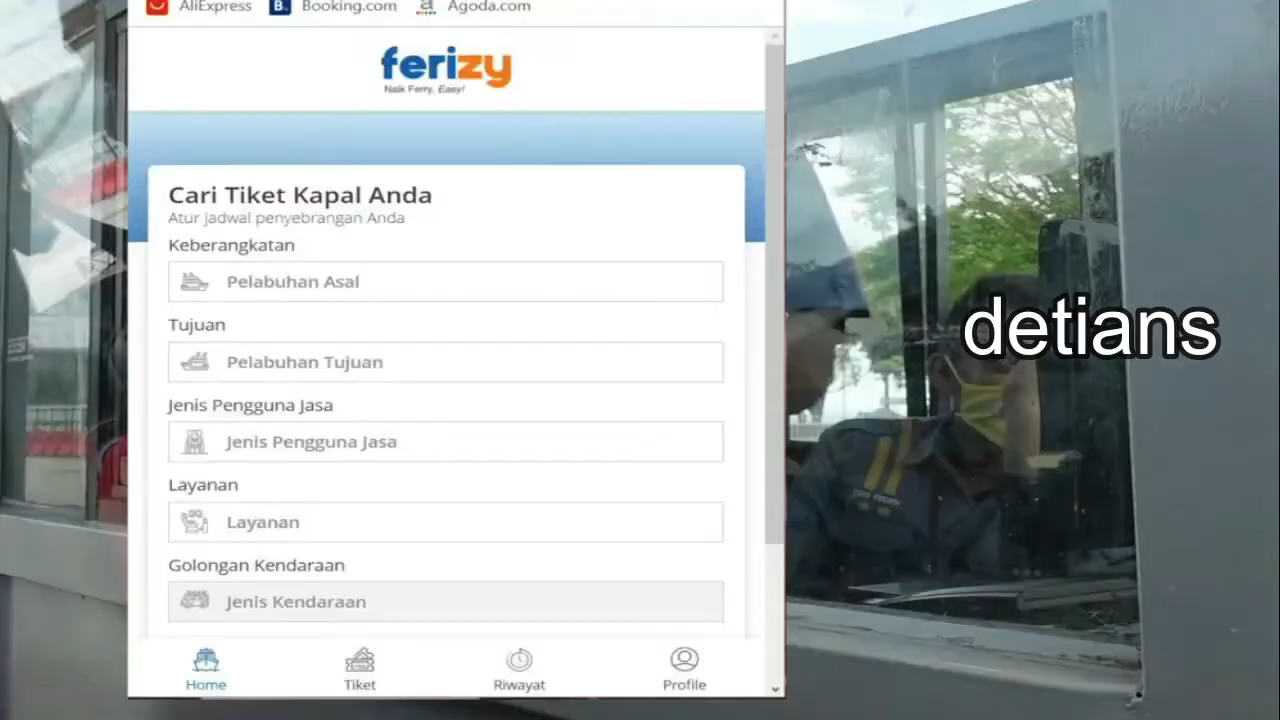 AliExpress
B. Booking.com
a Agoda.com
ferizy
Naik Ferry, Easy!
Cari Tiket Kapal Anda
Atur jadwal penyebrangan Anda
Keberangkatan
Pelabuhan Asal
Tujuan
Pelabuhan Tujuan
Jenis Pengguna Jasa
Jenis Pengguna Jasa
Layanan
Layanan
Golongan Kendaraan
Jenis Kendaraan
Home
Tiket
Riwayat
Profile
detians